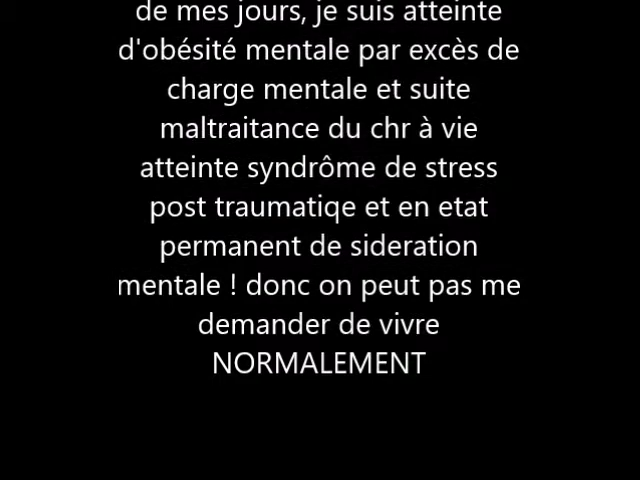 de mes jours, je suis atteinte
d'obésité mentale par excès de
charge mentale et suite
maltraitance du chr à vie
atteinte syndrôme de stress
post traumatiqe et en etat
permanent de sideration
mentale ! donc on peut pas me
demander de vivre
NORMALEMENT